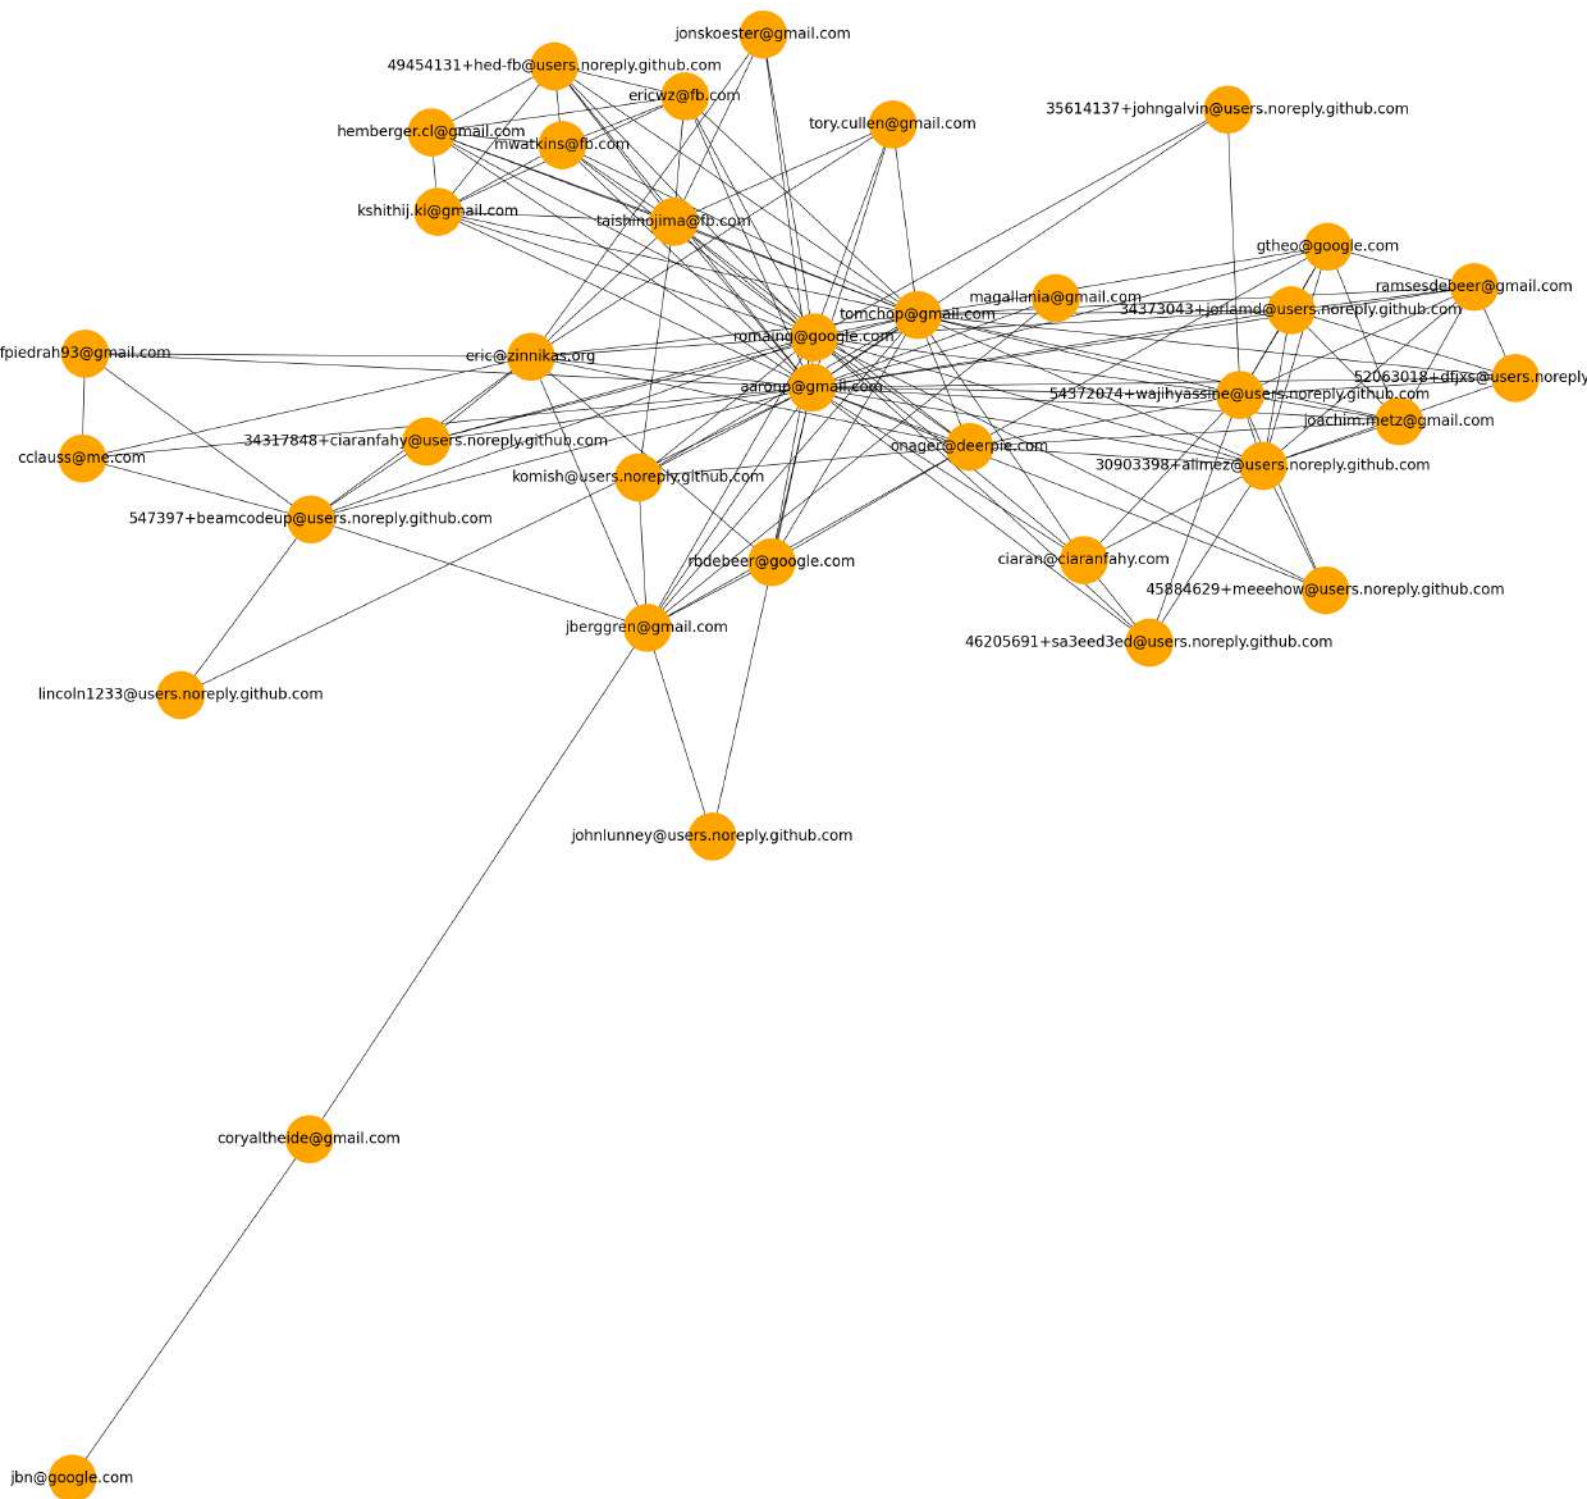 jonskoester@gmail.com
49454131+hed-fb@users.noreply.github.com
ericwz@fb.com
35614137+johngalvin@users.noreply.github.com
tory.cullen@gmail.com
hemberger.cl@gmail.com
mwatkins@fb.com
kshithij.ki@gmail.com
taishinojima@fb.com
gtheo@google.com
ramsesdebeer@gmail.com
magallania@gmail.com
34373043+jorlamd@users.noreply.github.com
tomchop@gmail.com
romaing@google.com
fpiedrah93@gmail.com
eric@zinnikas.org
52063018+dfjxs@users.noreply
aaronp@gmail.com
54372074+wajihyassine@users.noreply.github.com
joachim.metz@gmail.com
34317848+ciaranfahy@users.noreply.github.com
onager@deerpie.com
cclauss@me.com
30903398+alimez@users.noreply.github.com
komish@users.noreply.github.com
547397+beamcodeup@users.noreply.github.com
rbdebeer@google.com
ciaran@ciaranfahy.com
45884629+meeehow@users.noreply.github.com
jberggren@gmail.com
46205691+sa3eed3ed@users.noreply.github.com
lincoln1233@users.noreply.github.com
johnlunney@users.noreply.github.com
coryaltheide@gmail.com
jbn@google.com